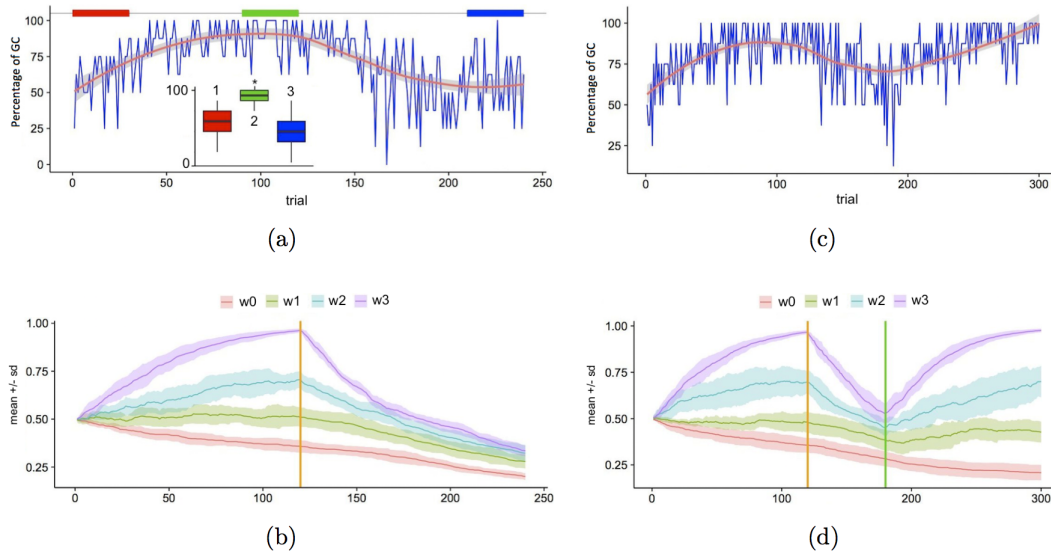 Percentage of GC
100
75
50
25
0
100
0
1
*
2
3
0 50 100 150 200 250
trial
(a)
Percentage of GC
100
75
50
25
0 100 200 300
trial
(c)
w0 w1 w2 w3
mean +/- sd
1.00
0.75
0.50
0.25
0 50 100 150 200 250
(b)
w0 w1 w2 w3
mean +/- sd
1.00
0.75
0.50
0.25
0 100 200 300
(d)